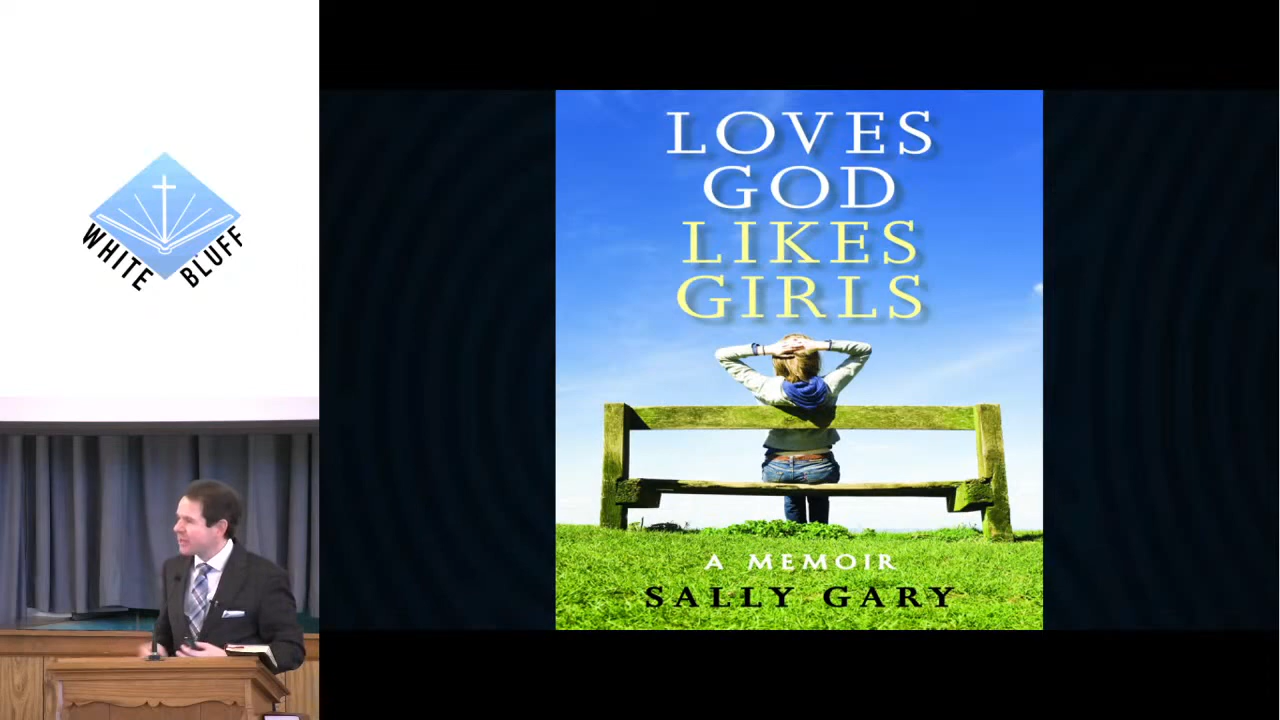 WHITE
BLUFF
LOVES
GOD
LIKES
GIRLS
A MEMOIR
SALLY GARY